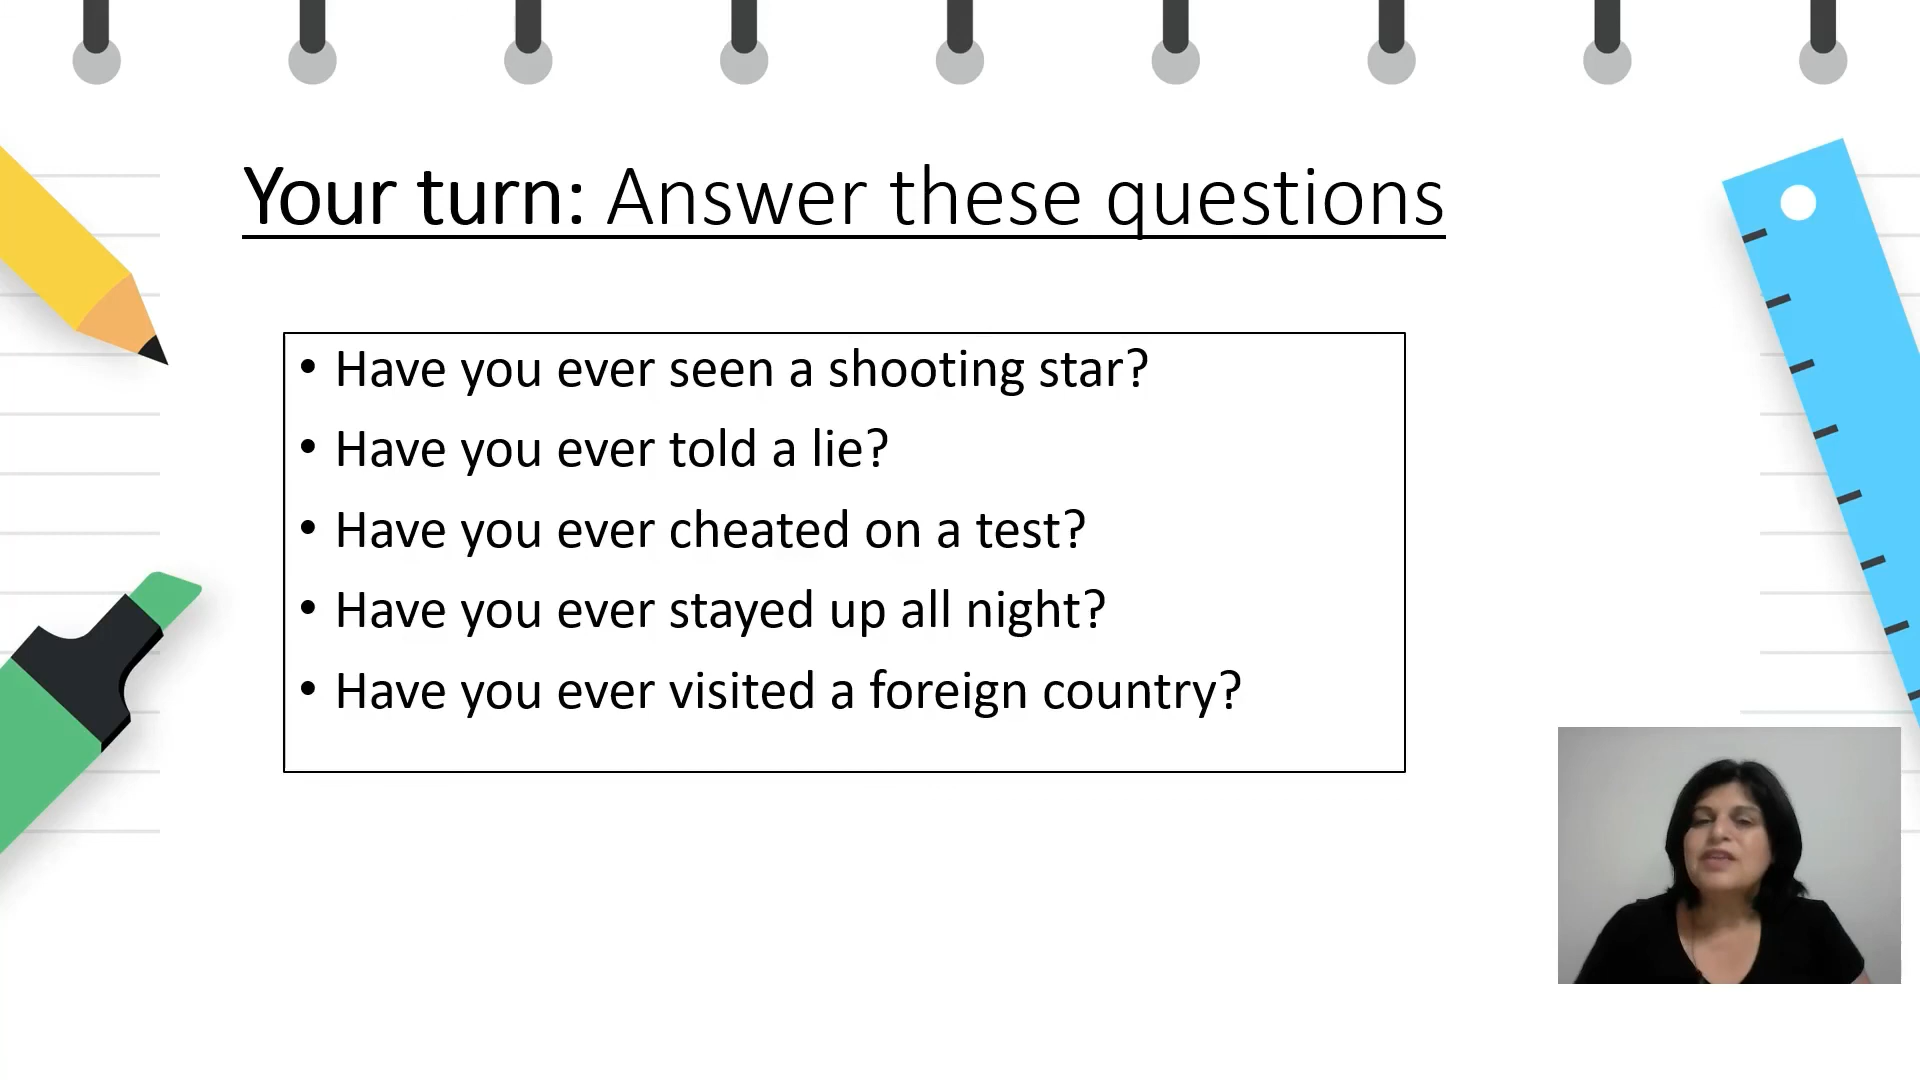 Your turn: Answer these questions
• Have you ever seen a shooting star?
• Have you ever told a lie?
• Have you ever cheated on a test?
• Have you ever stayed up all night?
• Have you ever visited a foreign country?